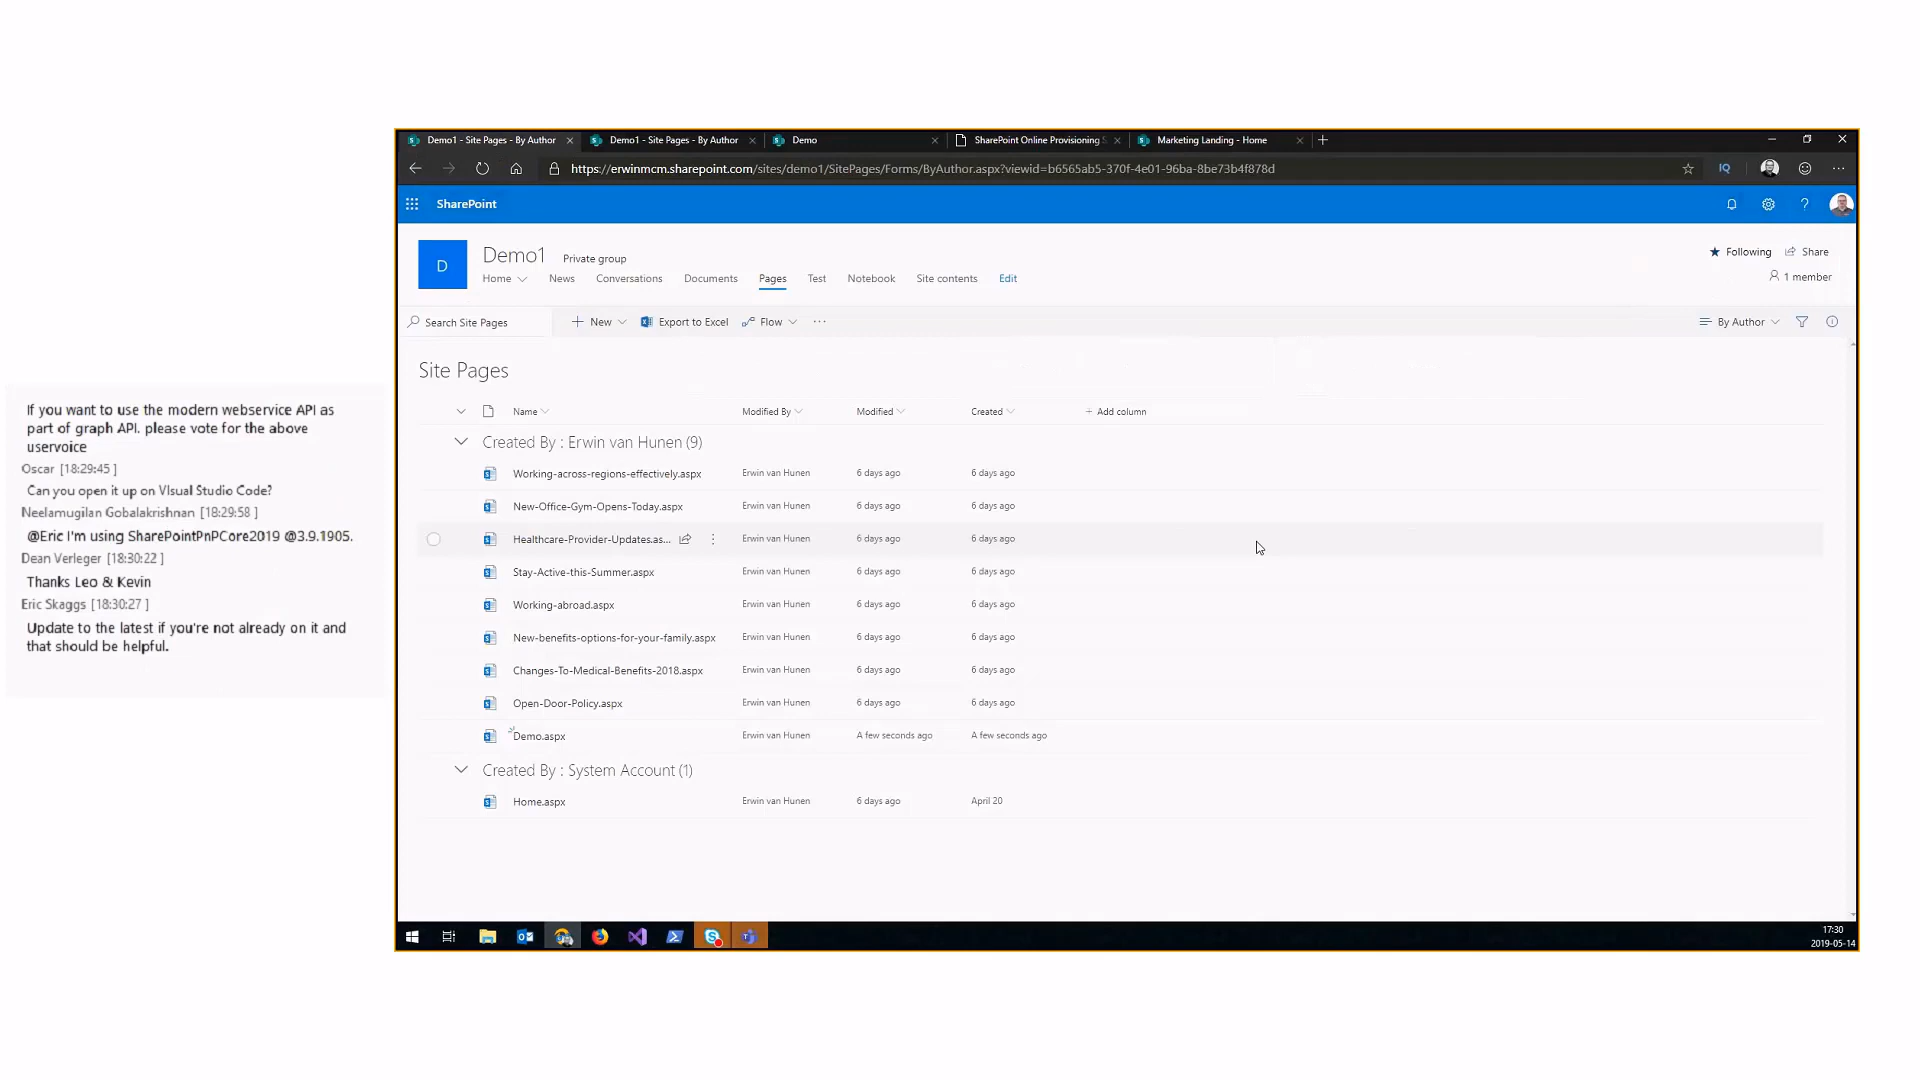 If you want to use the modern webservice API as
part of graph API. please vote for the above
uservoice
Oscar [18:29:45 ]
Can you open it up on VIsual Studio Code?
Neelamugilan Gobalakrishnan [18:29:58 ]
@Eric I'm using SharePointPnPCore2019 @3.9.1905.
Dean Verleger [18:30:22 ]
Thanks Leo & Kevin
Eric Skaggs [18:30:27 ]
Update to the latest if you're not already on it and
that should be helpful.
Demo1 - Site Pages - By Author
Demo1 - Site Pages - By Author
Demo
SharePoint Online Provisioning
Marketing Landing - Home
https://erwinmcm.sharepoint.com/sites/demo1/SitePages/Forms/ByAuthor.aspx?viewid=b6565ab5-370f-4e01-96ba-8be73b4f878d
IQ
SharePoint
?
D
Demo1 Private group
Following Share
Home News Conversations Documents Pages Test Notebook Site contents Edit
1 member
Search Site Pages
+ New Export to Excel Flow ···
By Author
Site Pages
Name Modified By Modified Created + Add column
Created By : Erwin van Hunen (9)
Working-across-regions-effectively.aspx Erwin van Hunen 6 days ago 6 days ago
New-Office-Gym-Opens-Today.aspx Erwin van Hunen 6 days ago 6 days ago
Healthcare-Provider-Updates.as... Erwin van Hunen 6 days ago 6 days ago
Stay-Active-this-Summer.aspx Erwin van Hunen 6 days ago 6 days ago
Working-abroad.aspx Erwin van Hunen 6 days ago 6 days ago
New-benefits-options-for-your-family.aspx Erwin van Hunen 6 days ago 6 days ago
Changes-To-Medical-Benefits-2018.aspx Erwin van Hunen 6 days ago 6 days ago
Open-Door-Policy.aspx Erwin van Hunen 6 days ago 6 days ago
Demo.aspx Erwin van Hunen A few seconds ago A few seconds ago
Created By : System Account (1)
Home.aspx Erwin van Hunen 6 days ago April 20
17:30
2019-05-14